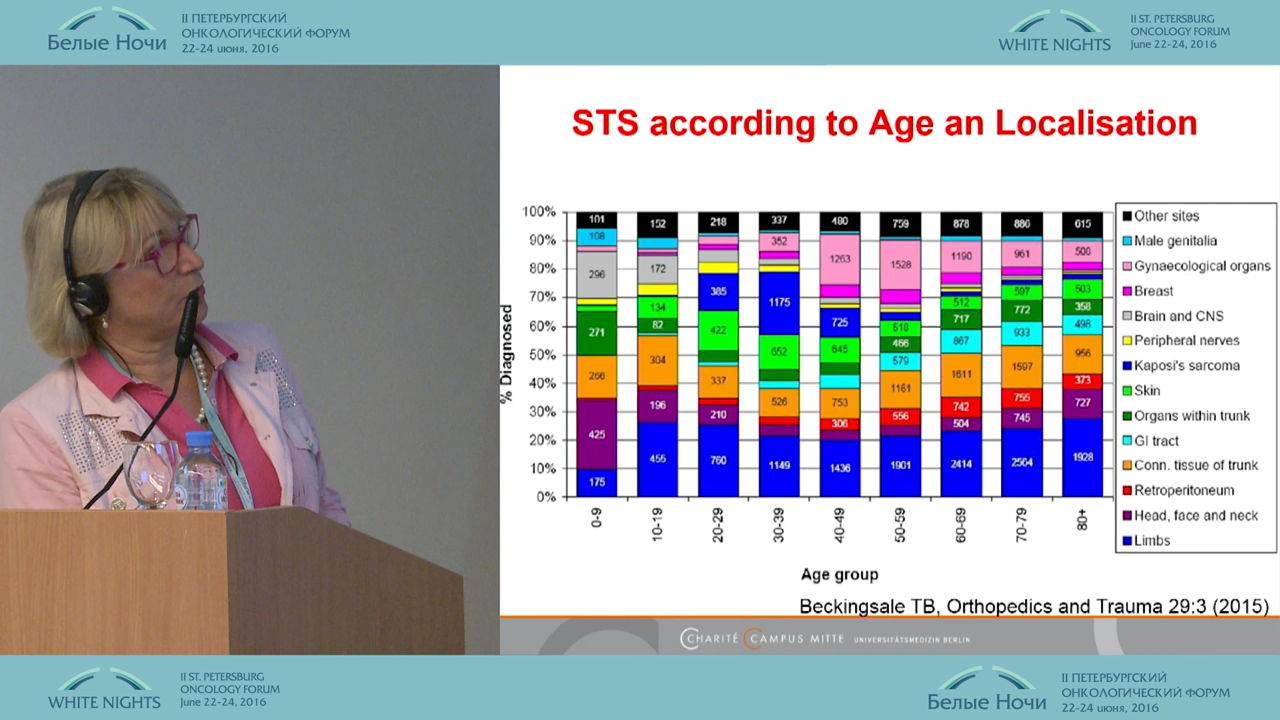 II ПЕТЕРБУРГСКИЙ
ОНКОЛОГИЧЕСКИЙ ФОРУМ
Белые Ночи
22-24 июня, 2016
II ST. PETERSBURG
ONCOLOGY FORUM
WHITE NIGHTS
June 22-24, 2016
STS according to Age an Localisation
% Diagnosed
100%
90%
80%
70%
60%
50%
40%
30%
20%
10%
0%
101 152 218 337 480 759 878 886 615
108 352 1263 1528 1190 961 506
296 172 385 1175 725 512 597 603
271 134 422 652 645 518 717 772 358
82 466 867 933 498
266 304 337 526 753 579 1611 1597 956
1161
425 196 210 306 556 742 755 373
504 745 727
175 455 760 1149 1436 1901 2414 2564 1928
0-9
10-19
20-29
30-39
40-49
50-59
60-69
70-79
80+
Age group
Other sites
Male genitalia
Gynaecological organs
Breast
Brain and CNS
Peripheral nerves
Kaposi's sarcoma
Skin
Organs within trunk
GI tract
Conn. tissue of trunk
Retroperitoneum
Head, face and neck
Limbs
Beckingsale TB, Orthopedics and Trauma 29:3 (2015)
CHARITÉ CAMPUS MITTE UNIVERSITÄTSMEDIZIN BERLIN
II ST. PETERSBURG
ONCOLOGY FORUM
WHITE NIGHTS
June 22-24, 2016
II ПЕТЕРБУРГСКИЙ
ОНКОЛОГИЧЕСКИЙ ФОРУМ
Белые Ночи
22-24 июня, 2016